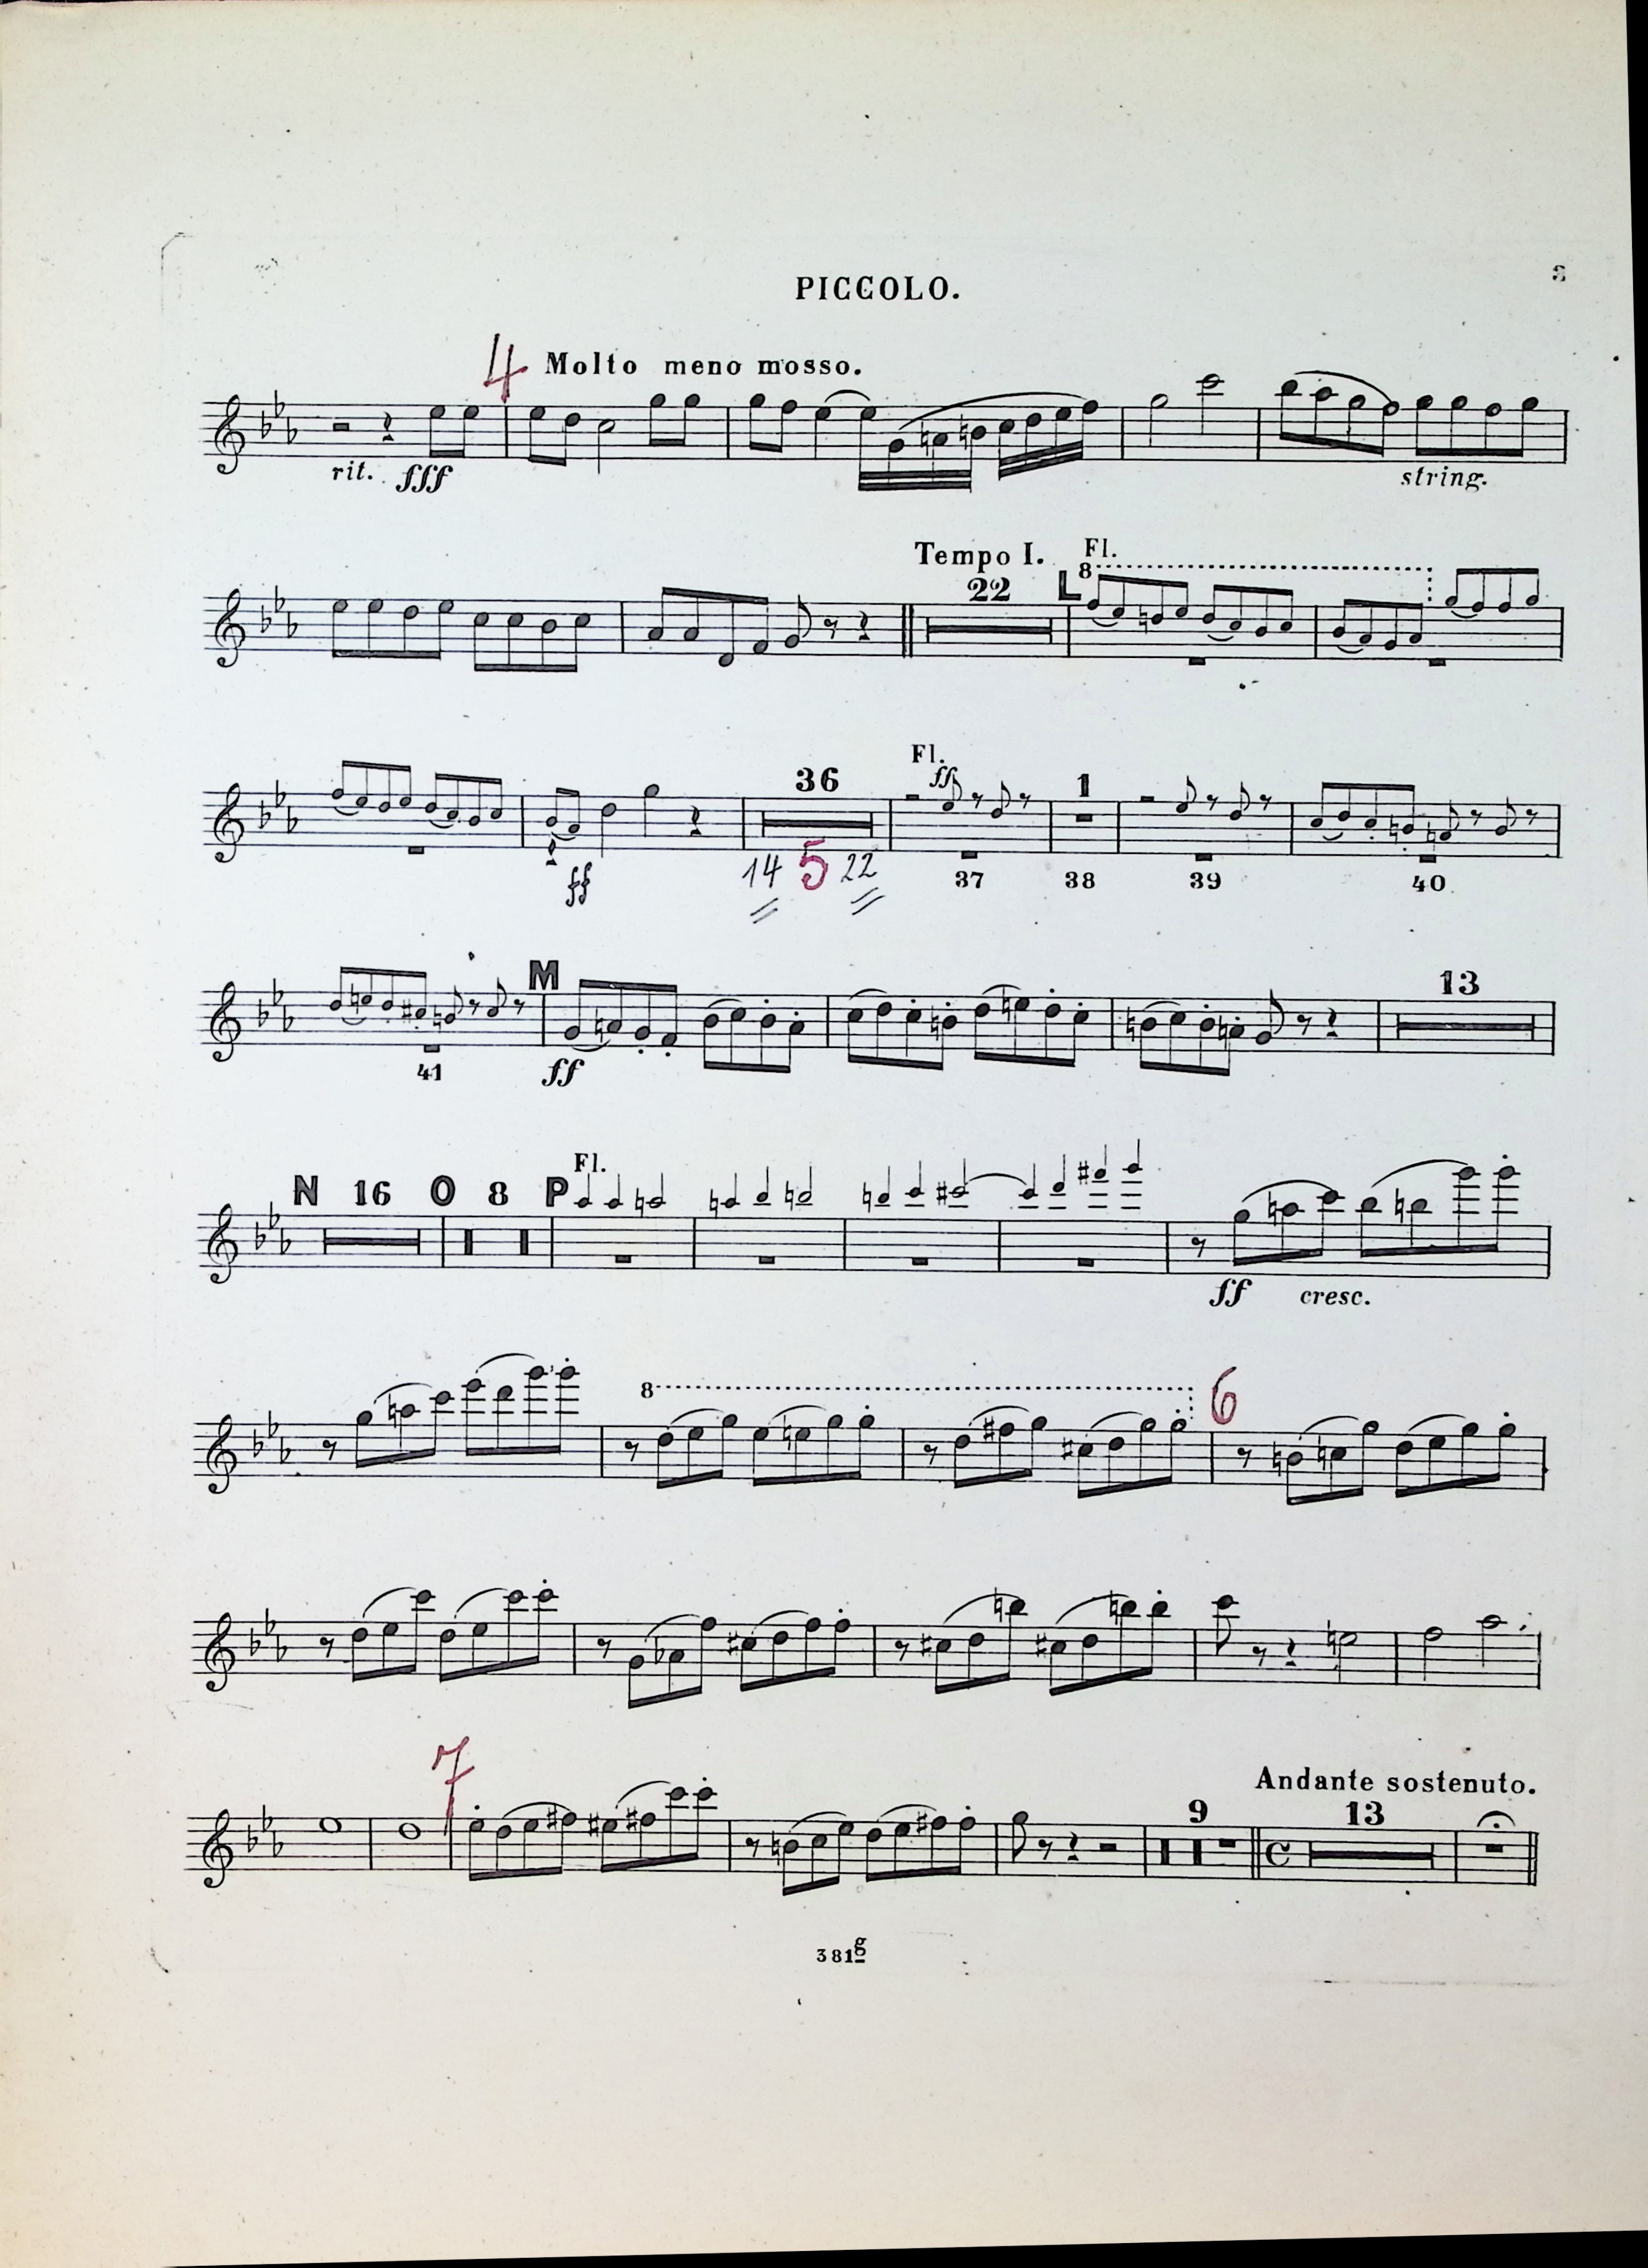 PICCOLO.
3
4 Molto meno mosso.
rit. fff
string.
Tempo I. Fl.
22 L 8
Fl.
36 ff 1
ff 14 5 22 37 38 39 40
M
13
41 ff
Fl.
N 16 O 8 P
ff cresc.
8 6
7
Andante sostenuto.
9 13
C
381g